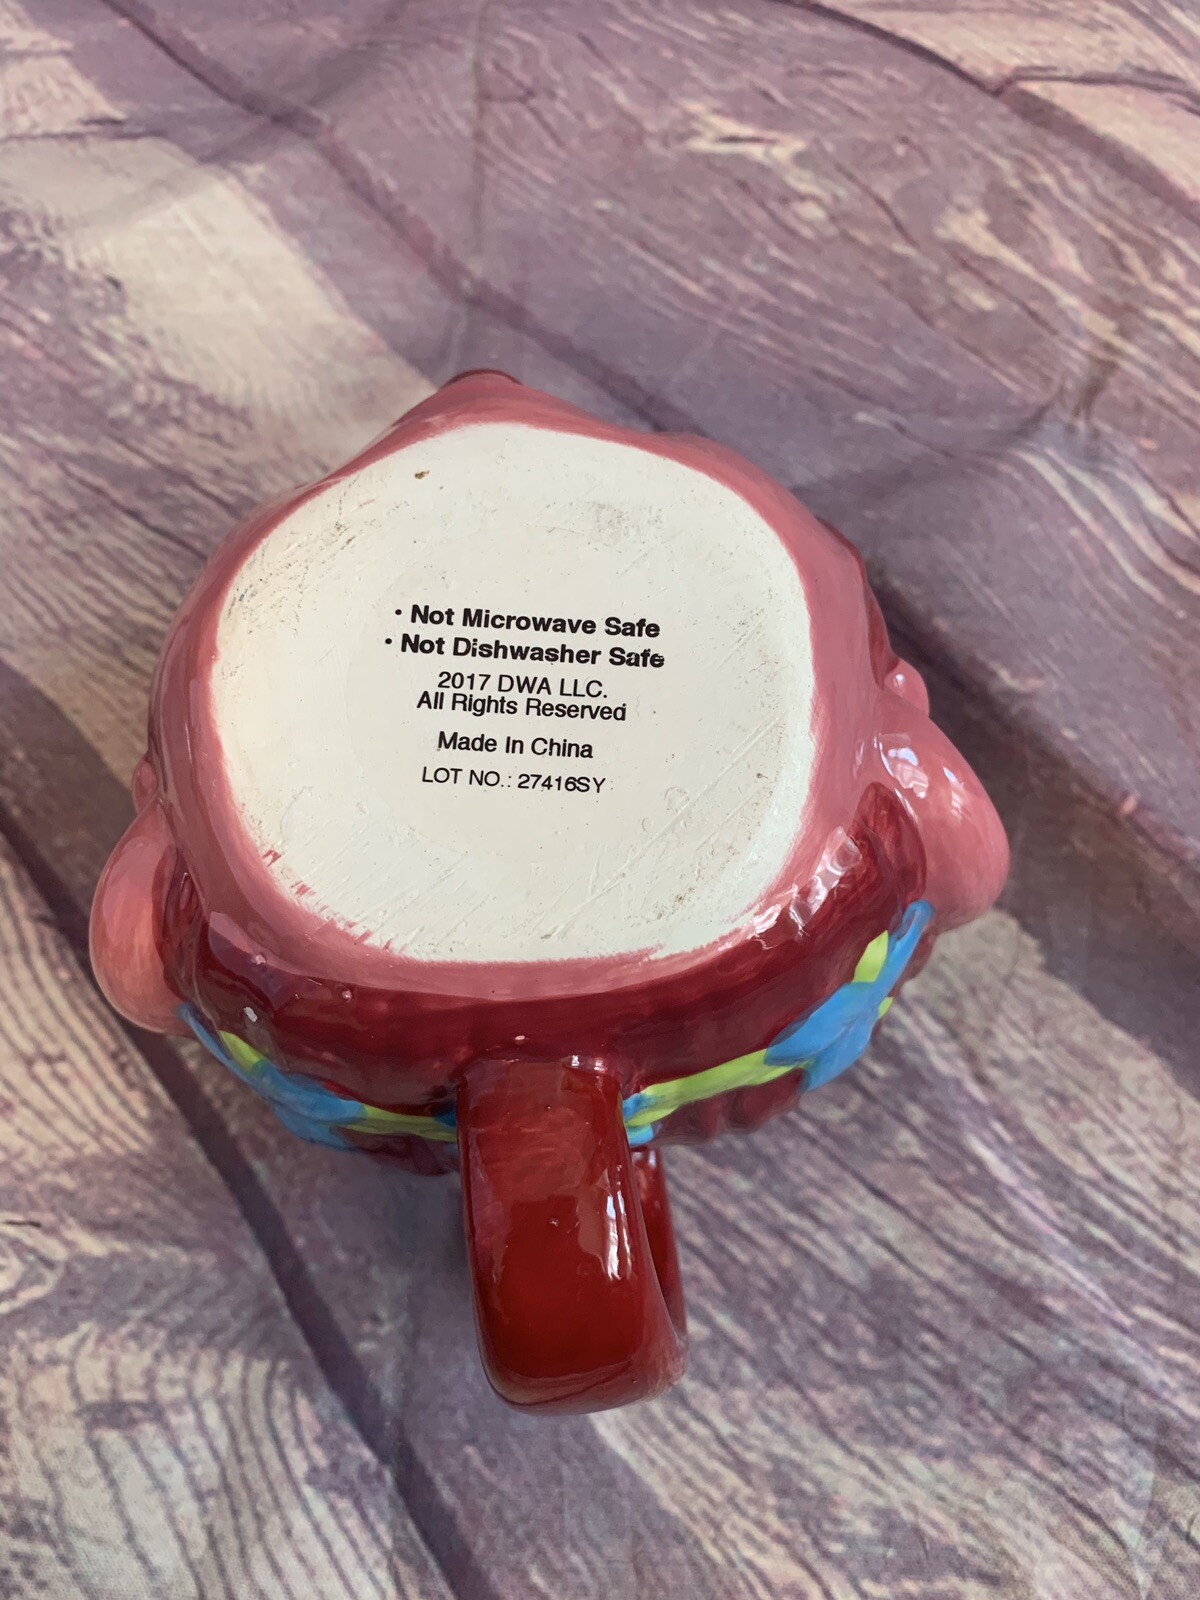 • Not Microwave Safe
• Not Dishwasher Safe
2017 DWA LLC.
All Rights Reserved
Made In China
LOT NO.: 27416SY